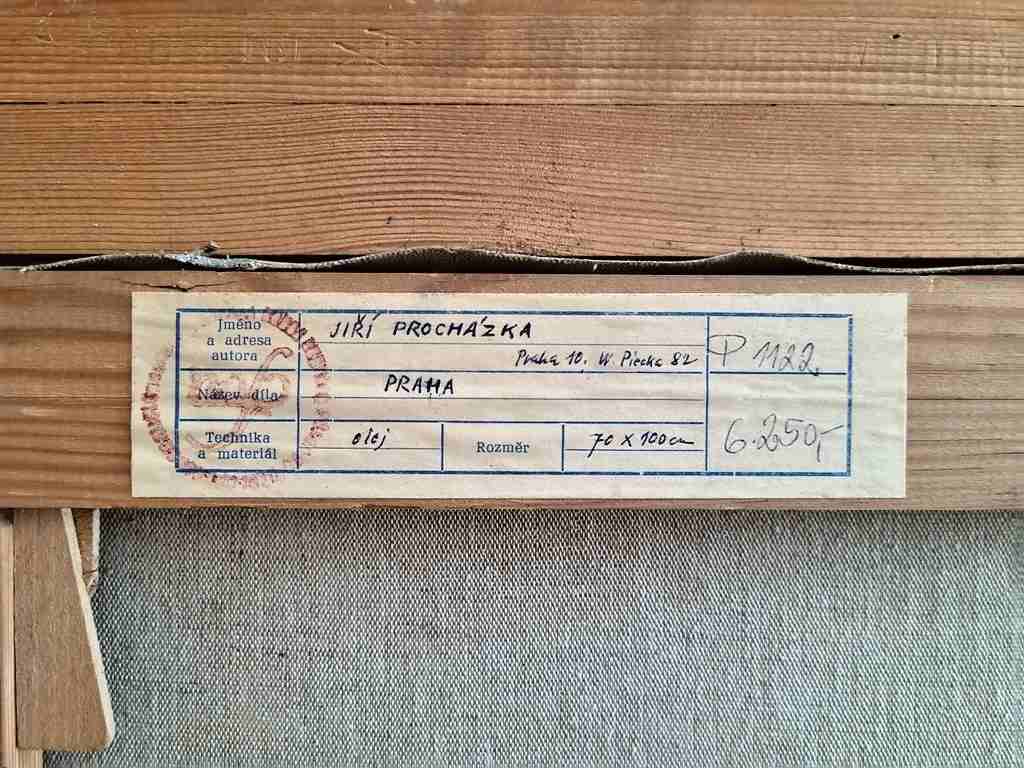 Jméno
a adresa
autora
JIŘÍ PROCHÁZKA
Praha 10, W. Piecka 82
P 1122
Název díla
PRAHA
Technika
a materiál
olej
Rozměr
70 x 100 cm
6.250,-